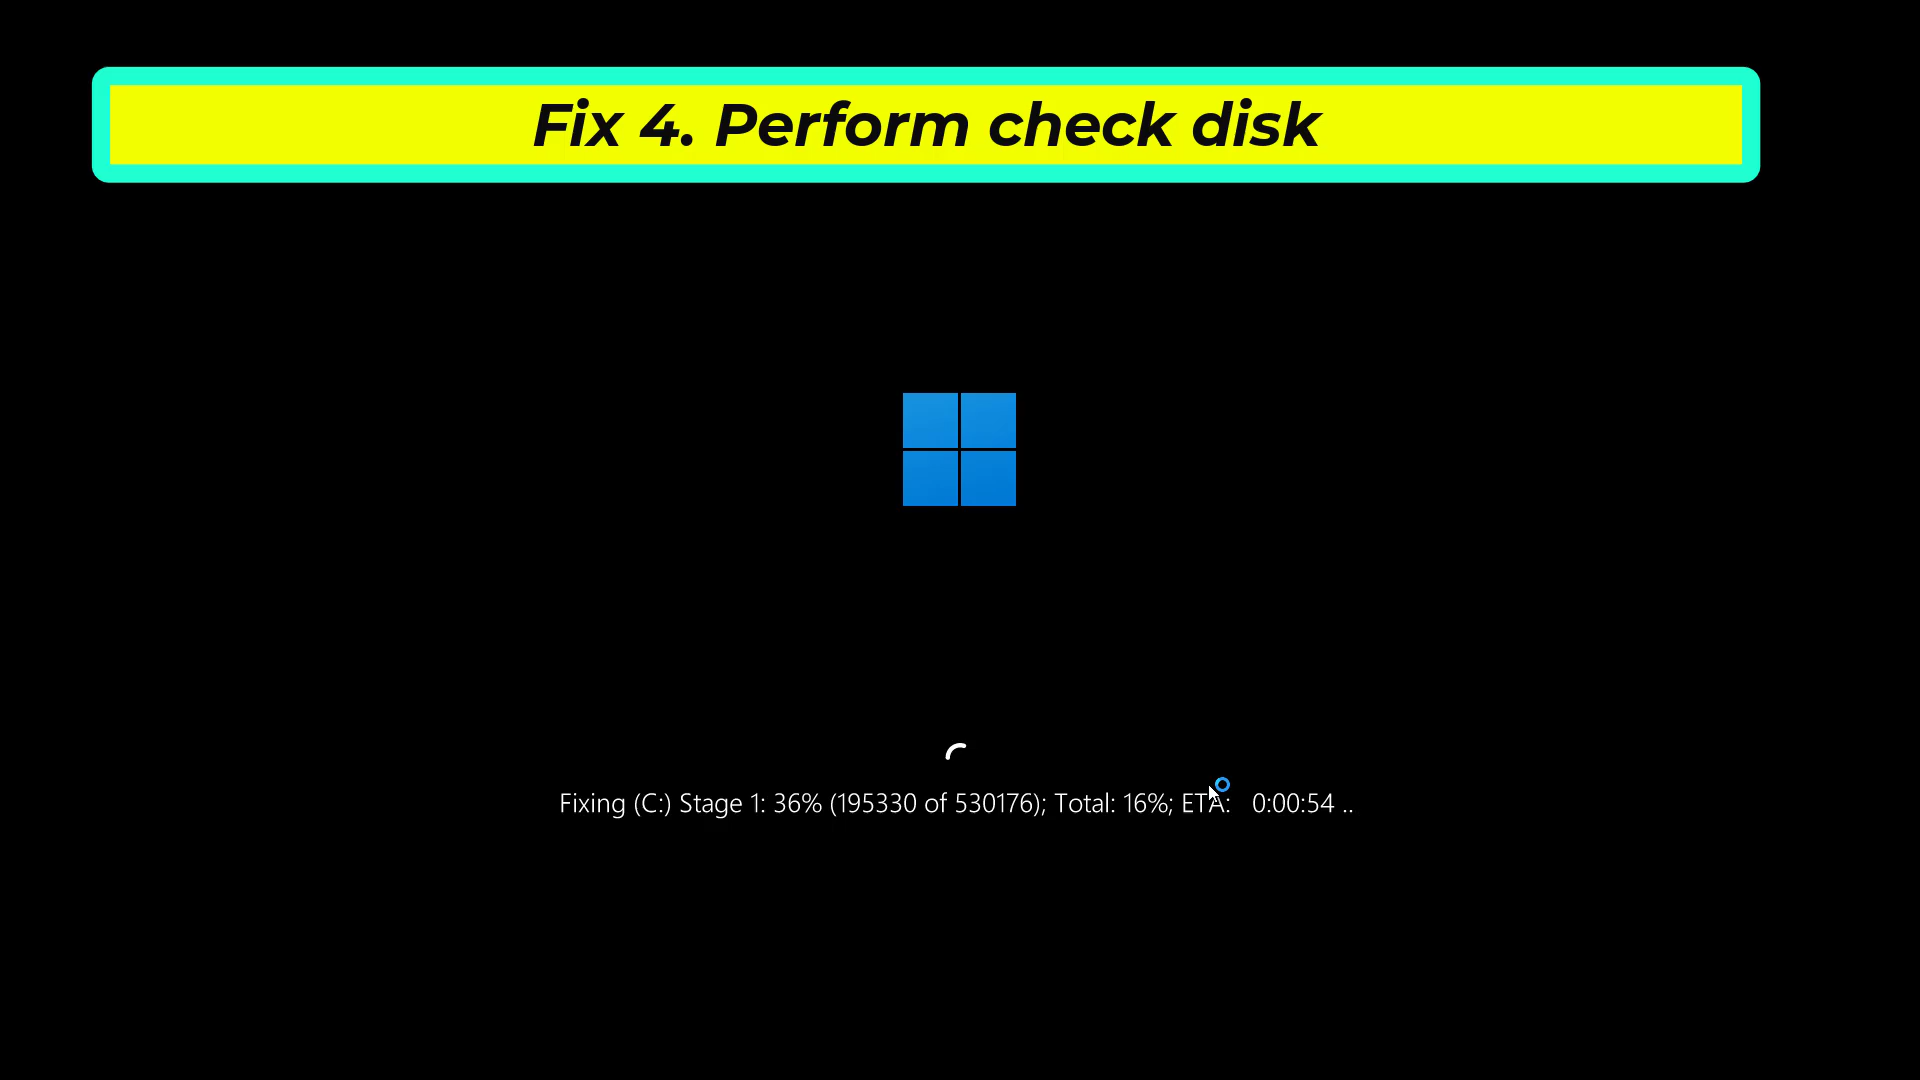 Fix 4. Perform check disk
Fixing (C:) Stage 1: 36% (195330 of 530176); Total: 16%; ETA:   0:00:54 ..